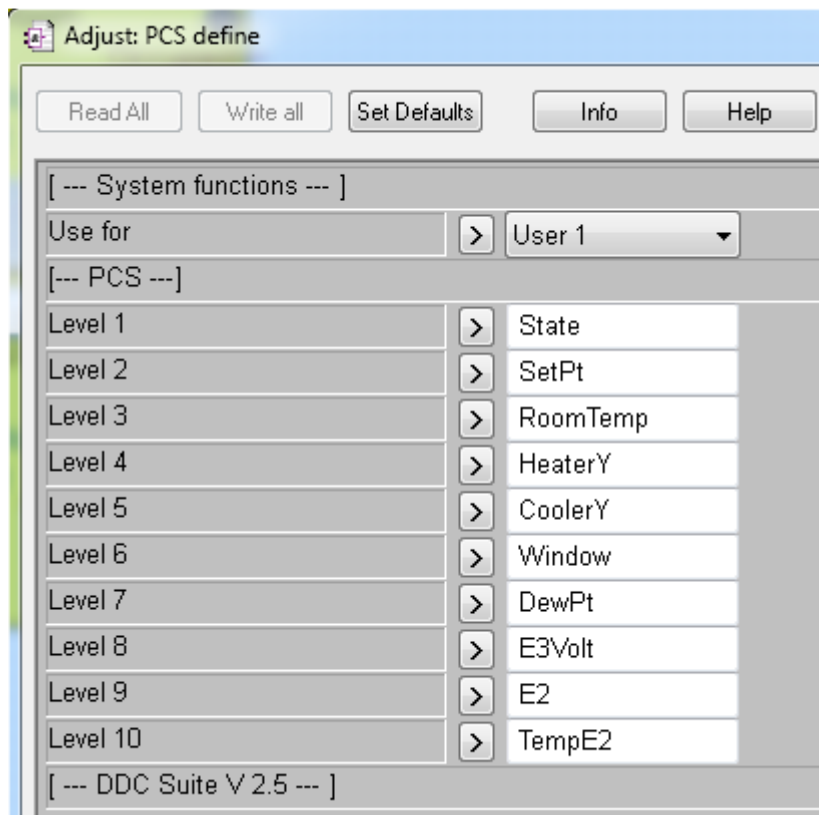 Adjust: PCS define
Read All Write all Set Defaults Info Help
[ --- System functions --- ]
Use for > User 1
[--- PCS ---]
Level 1 > State
Level 2 > SetPt
Level 3 > RoomTemp
Level 4 > HeaterY
Level 5 > CoolerY
Level 6 > Window
Level 7 > DewPt
Level 8 > E3Volt
Level 9 > E2
Level 10 > TempE2
[ --- DDC Suite V 2.5 --- ]